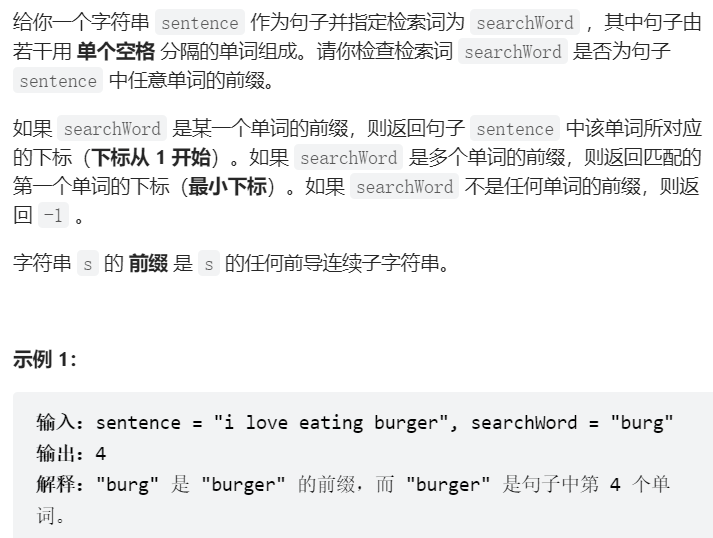 给你一个字符串 sentence 作为句子并指定检索词为 searchWord ，其中句子由
若干用 单个空格 分隔的单词组成。请你检查检索词 searchWord 是否为句子
sentence 中任意单词的前缀。
如果 searchWord 是某一个单词的前缀，则返回句子 sentence 中该单词所对应
的下标（下标从 1 开始）。如果 searchWord 是多个单词的前缀，则返回匹配的
第一个单词的下标（最小下标）。如果 searchWord 不是任何单词的前缀，则返
回 -1 。
字符串 s 的 前缀 是 s 的任何前导连续子字符串。
示例 1：
输入：sentence = "i love eating burger", searchWord = "burg"
输出：4
解释："burg" 是 "burger" 的前缀，而 "burger" 是句子中第 4 个单
词。